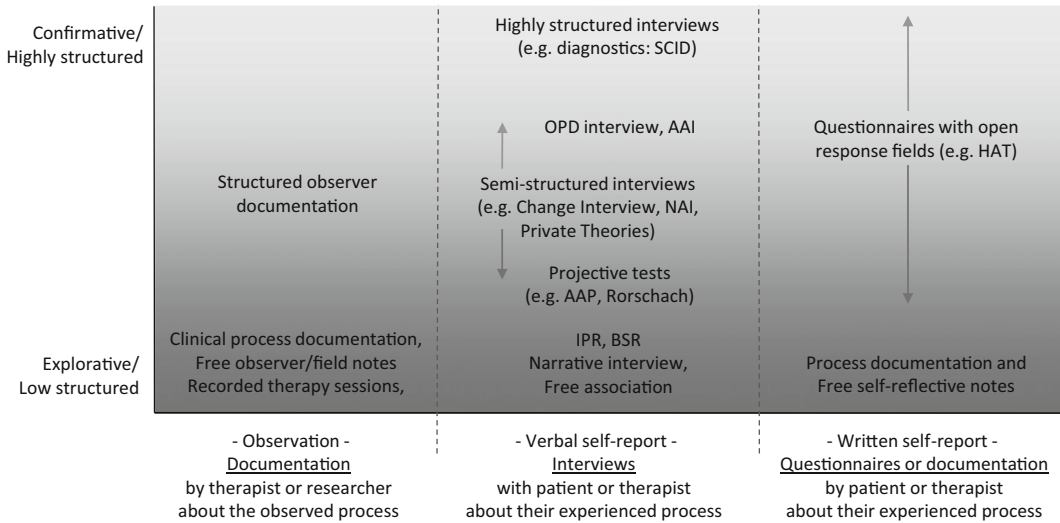 Confirmative/
Highly structured
Explorative/
Low structured
Structured observer
documentation
Clinical process documentation,
Free observer/field notes
Recorded therapy sessions,
Highly structured interviews
(e.g. diagnostics: SCID)
OPD interview, AAI
Semi-structured interviews
(e.g. Change Interview, NAI,
Private Theories)
Projective tests
(e.g. AAP, Rorschach)
IPR, BSR
Narrative interview,
Free association
Questionnaires with open
response fields (e.g. HAT)
Process documentation and
Free self-reflective notes
- Observation -
Documentation
by therapist or researcher
about the observed process
- Verbal self-report -
Interviews
with patient or therapist
about their experienced process
- Written self-report -
Questionnaires or documentation
by patient or therapist
about their experienced process